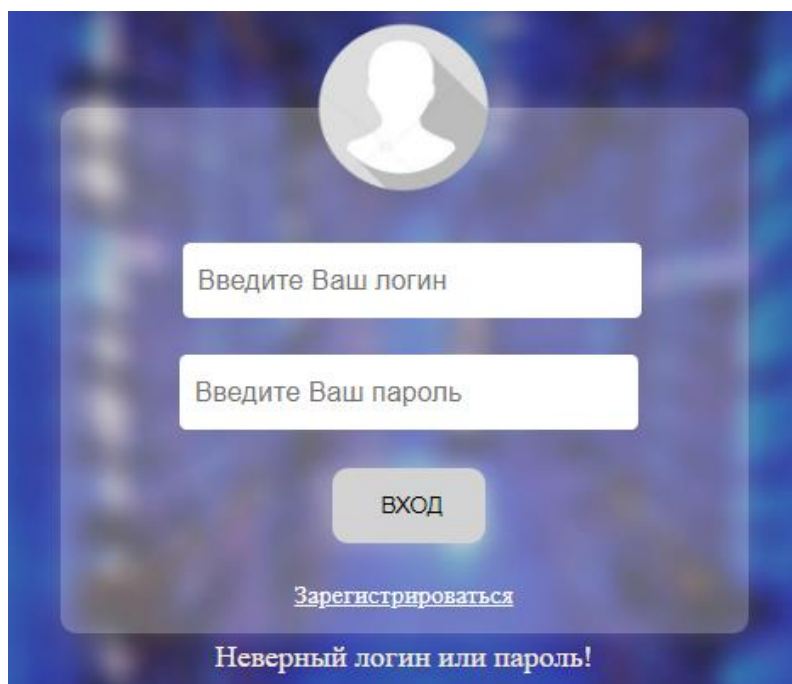 Введите Ваш логин
Введите Ваш пароль
ВХОД
Зарегистрироваться
Неверный логин или пароль!